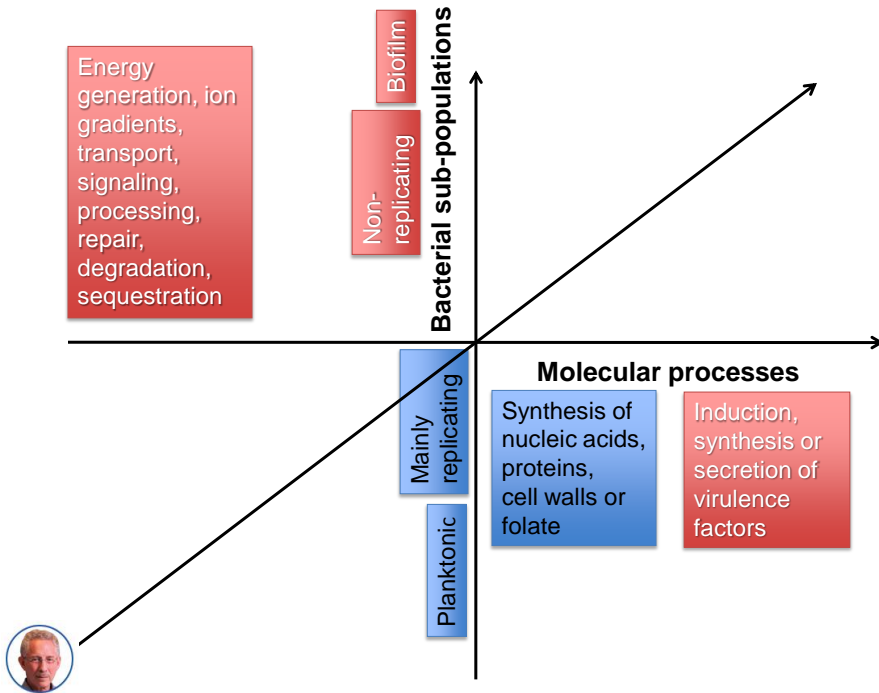 Energy
generation, ion
gradients,
transport,
signaling,
processing,
repair,
degradation,
sequestration
Biofilm
Non-
replicating
Bacterial sub-populations
Mainly
replicating
Planktonic
Molecular processes
Synthesis of
nucleic acids,
proteins,
cell walls or
folate
Induction,
synthesis or
secretion of
virulence
factors